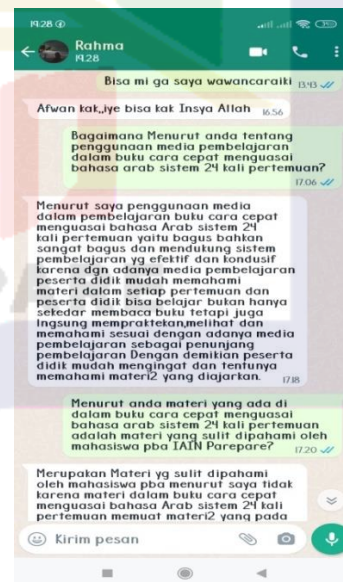 19.28
Rahma
19.28
Bisa mi ga saya wawancaraiki 13.43
Afwan kak,,iye bisa kak Insya Allah 16.56
Bagaimana Menurut anda tentang
penggunaan media pembelajaran
dalam buku cara cepat menguasai
bahasa arab sistem 24 kali pertemuan?
17.06
Menurut saya penggunaan media
dalam pembelajaran buku cara cepat
menguasai bahasa Arab sistem 24
kali pertemuan yaitu bagus bahkan
sangat bagus dan mendukung sistem
pembelajaran yg efektif dan kondusif
karena dgn adanya media pembelajaran
peserta didik mudah memahami
materi dalam setiap pertemuan dan
peserta didik bisa belajar bukan hanya
sekedar membaca buku tetapi juga
lngsung mempraktekan,melihat dan
memahami sesuai dengan adanya media
pembelajaran sebagai penunjang
pembelajaran Dengan demikian peserta
didik mudah mengingat dan tentunya
memahami materi2 yang diajarkan. 17.18
Menurut anda materi yang ada di
dalam buku cara cepat menguasai
bahasa arab sistem 24 kali pertemuan
adalah materi yang sulit dipahami oleh
mahasiswa pba IAIN Parepare? 17.20
Merupakan Materi yg sulit dipahami
oleh mahasiswa pba menurut saya tidak
karena materi dalam buku cara cepat
menguasai bahasa Arab sistem 24 kali
pertemuan memuat materi2 yang pada
Kirim pesan